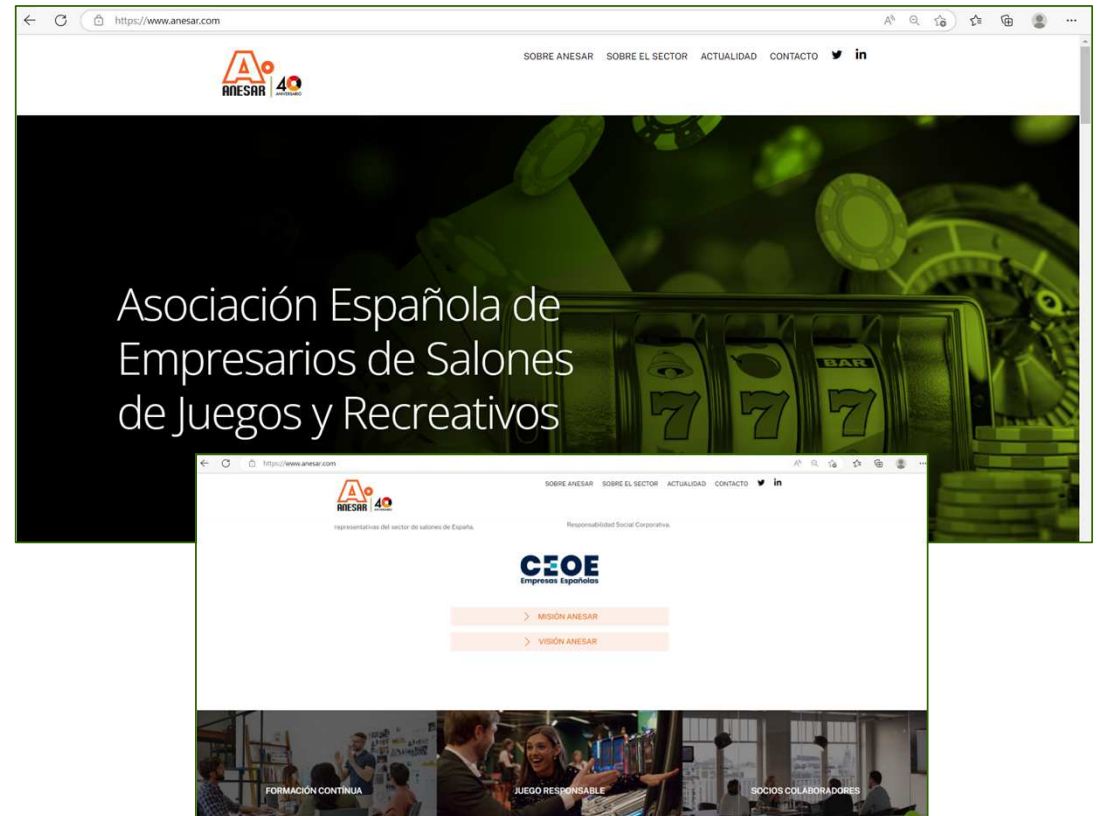 https://www.anesar.com
ANESAR
40
ANIVERSARIO
SOBRE ANESAR SOBRE EL SECTOR ACTUALIDAD CONTACTO in
Asociación Española de
Empresarios de Salones
de Juegos y Recreativos
BAR
7 7 7
https://www.anesar.com
ANESAR
40
ANIVERSARIO
SOBRE ANESAR SOBRE EL SECTOR ACTUALIDAD CONTACTO in
representativas del sector de salones de España.
Responsabilidad Social Corporativa.
CEOE
Empresas Españolas
MISIÓN ANESAR
VISIÓN ANESAR
FORMACIÓN CONTINUA
JUEGO RESPONSABLE
SOCIOS COLABORADORES